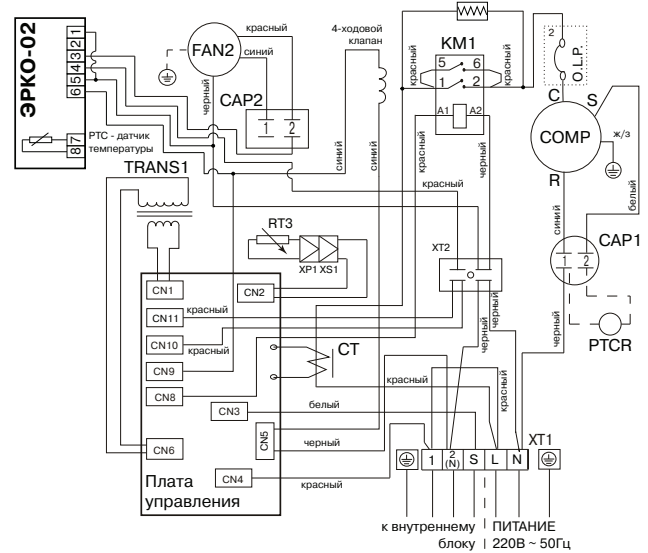 ЭРКО-02
1
2
3
4
5
6
7
8
РТС - датчик
температуры
FAN2
красный
синий
черный
CAP2
1 2
4-ходовой
клапан
синий
синий
KM1
5 6
1 2
A1 A2
красный
красный
красный
черный
красный
2
O.L.P.
C
S
COMP
R
ж/з
белый
синий
CAP1
1 2
PTCR
черный
TRANS1
RT3
XP1 XS1
XT2
черный
черный
CN1
CN2
CN11
красный
CN10
красный
CN9
CN8
CN3
белый
CN5
черный
CN6
CN4
красный
CT
красный
красный
Плата
управления
XT1
1
2
(N)
S
L
N
к внутреннему
блоку
ПИТАНИЕ
220В ~ 50Гц